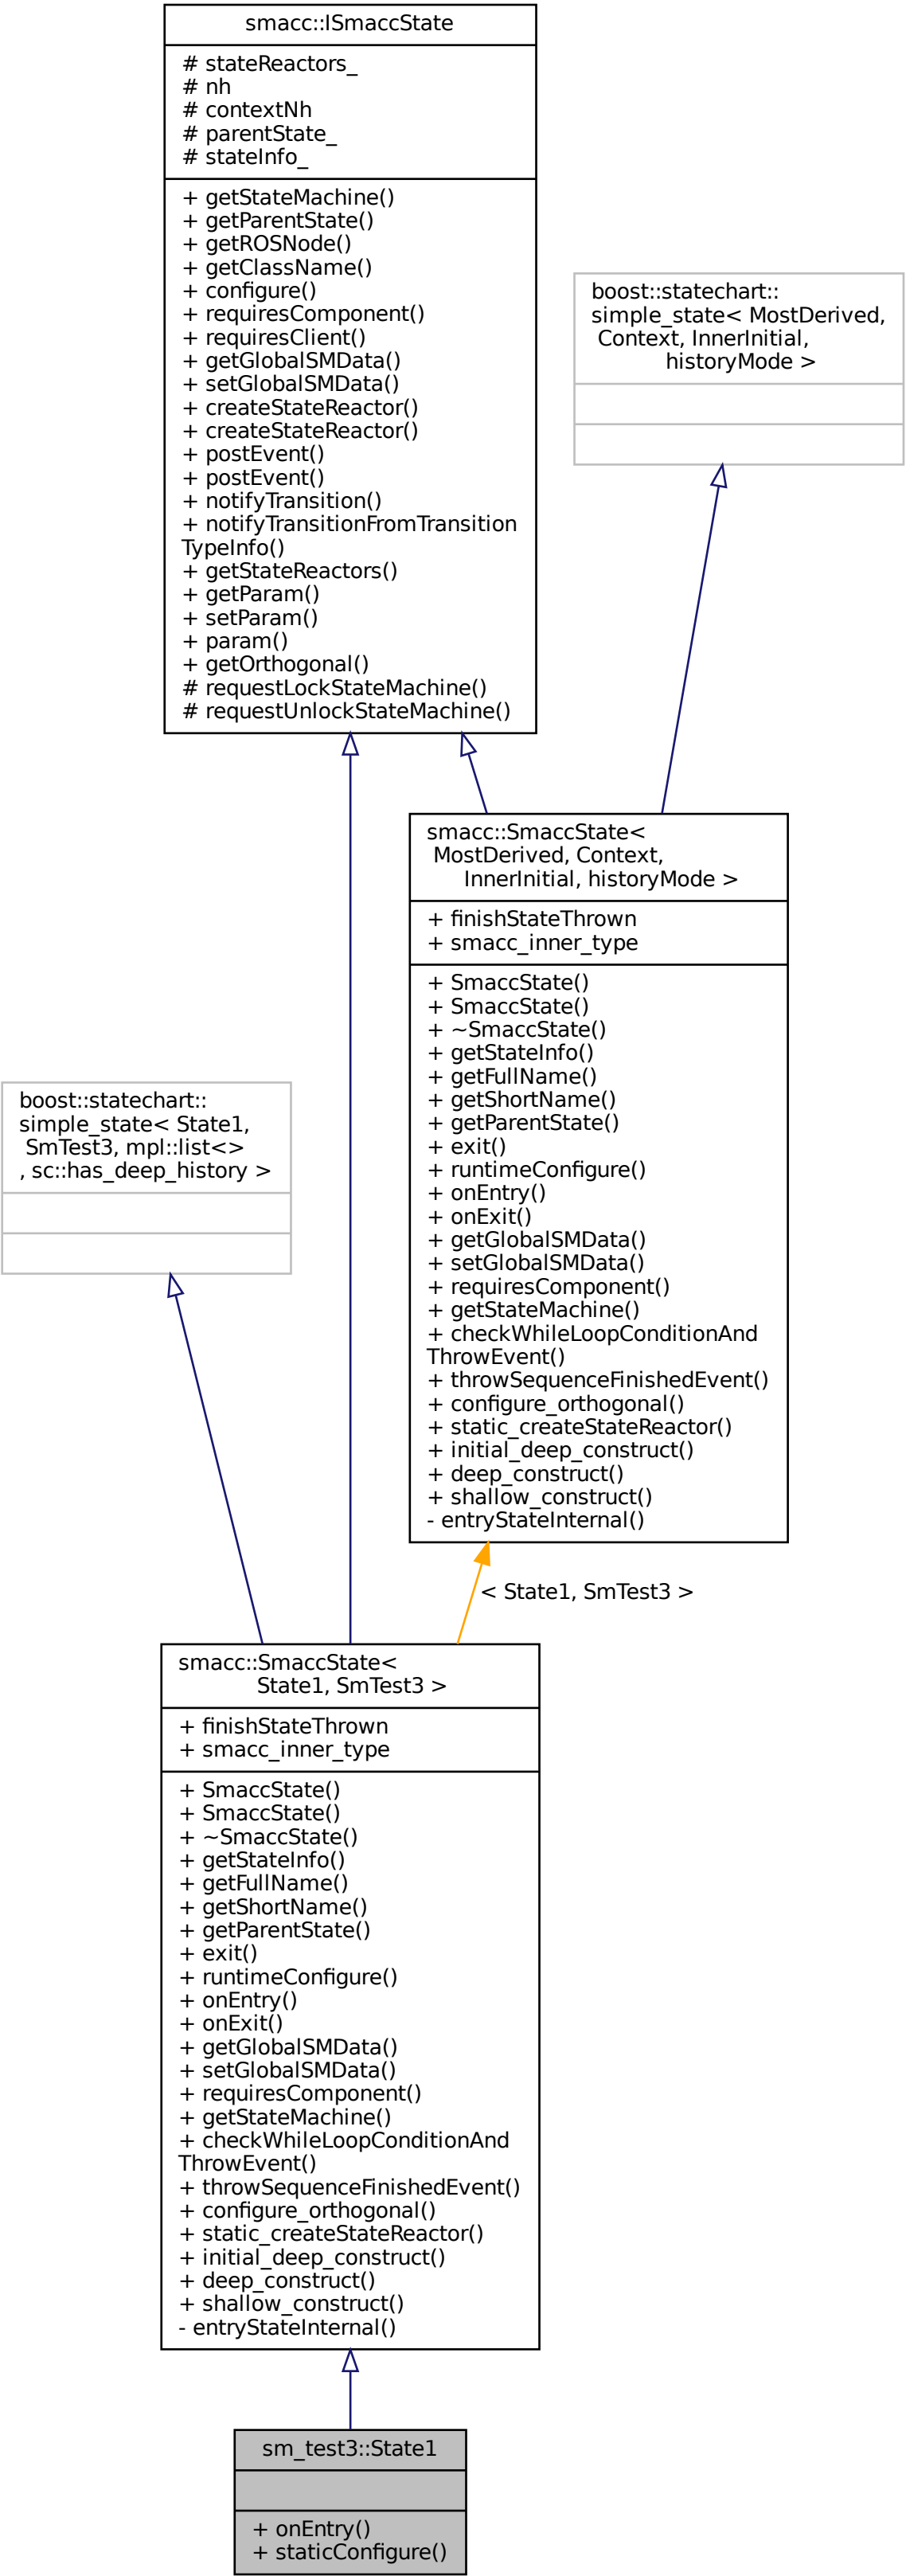 smacc::ISmaccState
# stateReactors_
# nh
# contextNh
# parentState_
# stateInfo_
+ getStateMachine()
+ getParentState()
+ getROSNode()
+ getClassName()
+ configure()
+ requiresComponent()
+ requiresClient()
+ getGlobalSMData()
+ setGlobalSMData()
+ createStateReactor()
+ createStateReactor()
+ postEvent()
+ postEvent()
+ notifyTransition()
+ notifyTransitionFromTransition
TypeInfo()
+ getStateReactors()
+ getParam()
+ setParam()
+ param()
+ getOrthogonal()
# requestLockStateMachine()
# requestUnlockStateMachine()
boost::statechart::
simple_state< MostDerived,
Context, InnerInitial,
historyMode >
smacc::SmaccState<
MostDerived, Context,
InnerInitial, historyMode >
+ finishStateThrown
+ smacc_inner_type
+ SmaccState()
+ SmaccState()
+ ~SmaccState()
+ getStateInfo()
+ getFullName()
+ getShortName()
+ getParentState()
+ exit()
+ runtimeConfigure()
+ onEntry()
+ onExit()
+ getGlobalSMData()
+ setGlobalSMData()
+ requiresComponent()
+ getStateMachine()
+ checkWhileLoopConditionAnd
ThrowEvent()
+ throwSequenceFinishedEvent()
+ configure_orthogonal()
+ static_createStateReactor()
+ initial_deep_construct()
+ deep_construct()
+ shallow_construct()
- entryStateInternal()
boost::statechart::
simple_state< State1,
SmTest3, mpl::list<>
, sc::has_deep_history >
< State1, SmTest3 >
smacc::SmaccState<
State1, SmTest3 >
+ finishStateThrown
+ smacc_inner_type
+ SmaccState()
+ SmaccState()
+ ~SmaccState()
+ getStateInfo()
+ getFullName()
+ getShortName()
+ getParentState()
+ exit()
+ runtimeConfigure()
+ onEntry()
+ onExit()
+ getGlobalSMData()
+ setGlobalSMData()
+ requiresComponent()
+ getStateMachine()
+ checkWhileLoopConditionAnd
ThrowEvent()
+ throwSequenceFinishedEvent()
+ configure_orthogonal()
+ static_createStateReactor()
+ initial_deep_construct()
+ deep_construct()
+ shallow_construct()
- entryStateInternal()
sm_test3::State1
+ onEntry()
+ staticConfigure()